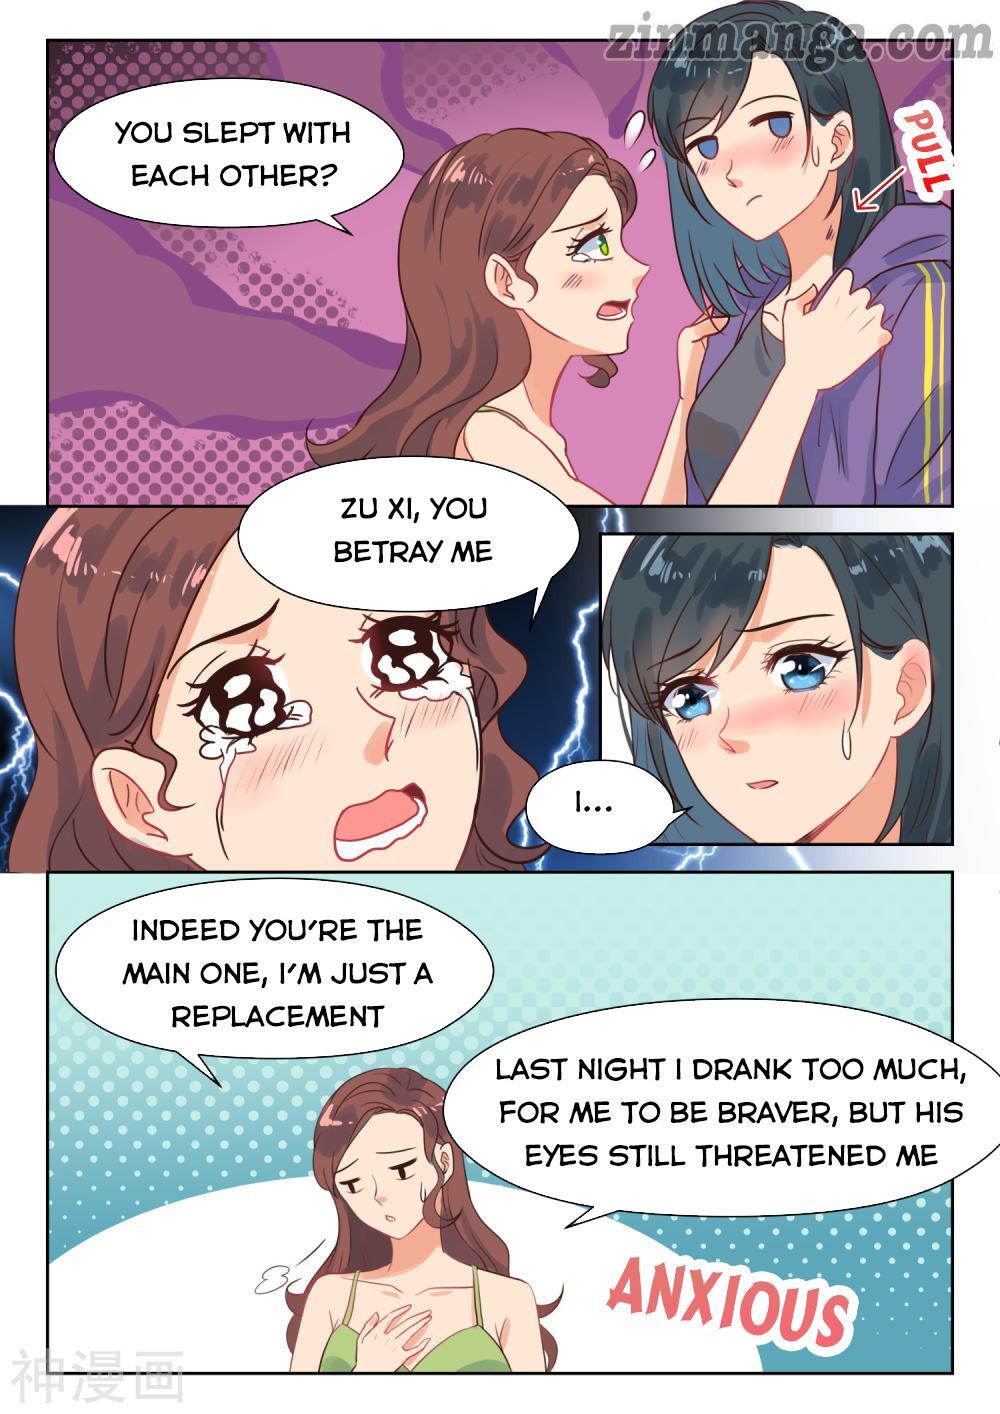 zinmanga.com
YOU SLEPT WITH
EACH OTHER?
PULL
ZU XI, YOU
BETRAY ME
I...
INDEED YOU'RE THE
MAIN ONE, I'M JUST A
REPLACEMENT
LAST NIGHT I DRANK TOO MUCH,
FOR ME TO BE BRAVER, BUT HIS
EYES STILL THREATENED ME
ANXIOUS
神漫画